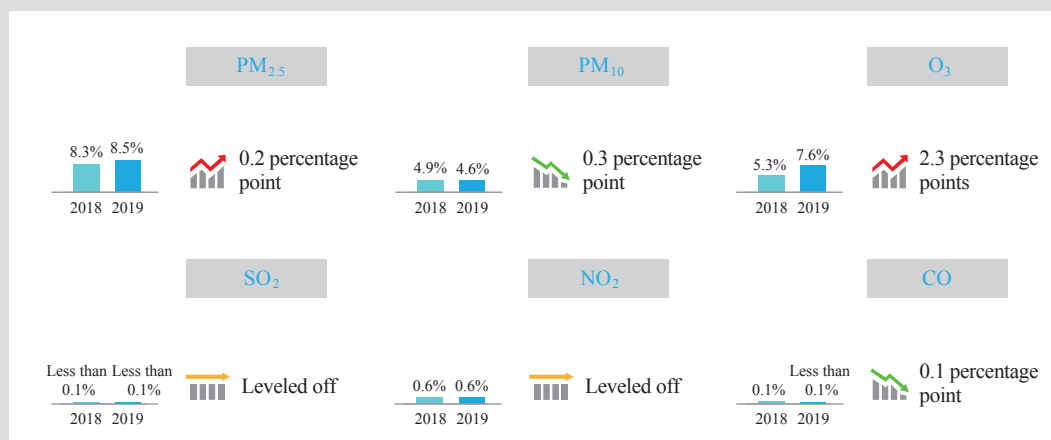 PM2.5
8.3% 8.5%
0.2 percentage
point
2018 2019
PM10
4.9% 4.6%
0.3 percentage
point
2018 2019
O3
5.3% 7.6%
2.3 percentage
points
2018 2019
SO2
Less than Less than
0.1% 0.1%
Leveled off
2018 2019
NO2
0.6% 0.6%
Leveled off
2018 2019
CO
Less than
0.1% 0.1%
0.1 percentage
point
2018 2019